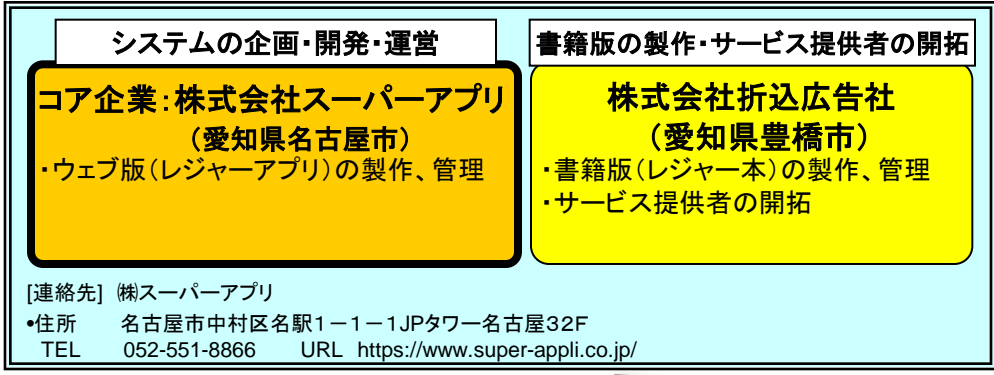 システムの企画・開発・運営
コア企業：株式会社スーパーアプリ
（愛知県名古屋市）
・ウェブ版（レジャーアプリ）の製作、管理
書籍版の製作・サービス提供者の開拓
株式会社折込広告社
（愛知県豊橋市）
・書籍版（レジャー本）の製作、管理
・サービス提供者の開拓
[連絡先] ㈱スーパーアプリ
•住所 名古屋市中村区名駅１－１－１JPタワー名古屋３２F
TEL 052-551-8866 URL https://www.super-appli.co.jp/